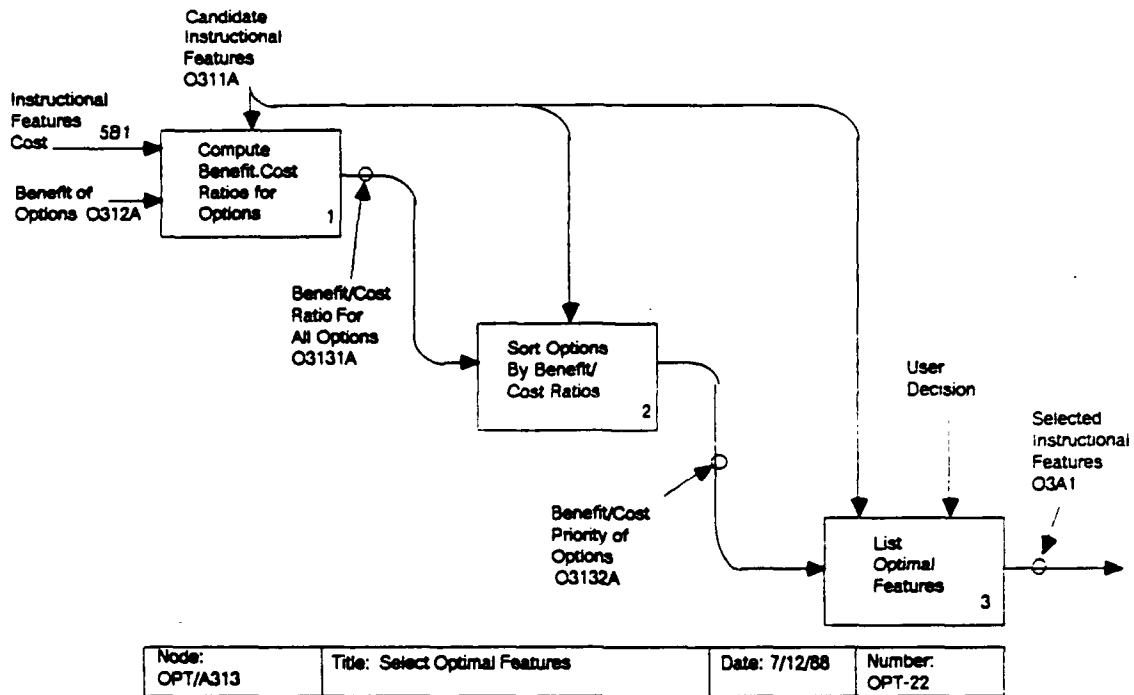 Candidate
Instructional
Features
O311A
Instructional
Features
Cost
5B1
Benefit of
Options O312A
Compute
Benefit.Cost
Ratios for
Options
1
Benefit/Cost
Ratio For
All Options
O3131A
Sort Options
By Benefit/
Cost Ratios
2
User
Decision
Selected
Instructional
Features
O3A1
Benefit/Cost
Priority of
Options
O3132A
List
Optimal
Features
3
Node:
OPT/A313
Title: Select Optimal Features
Date: 7/12/88
Number:
OPT-22